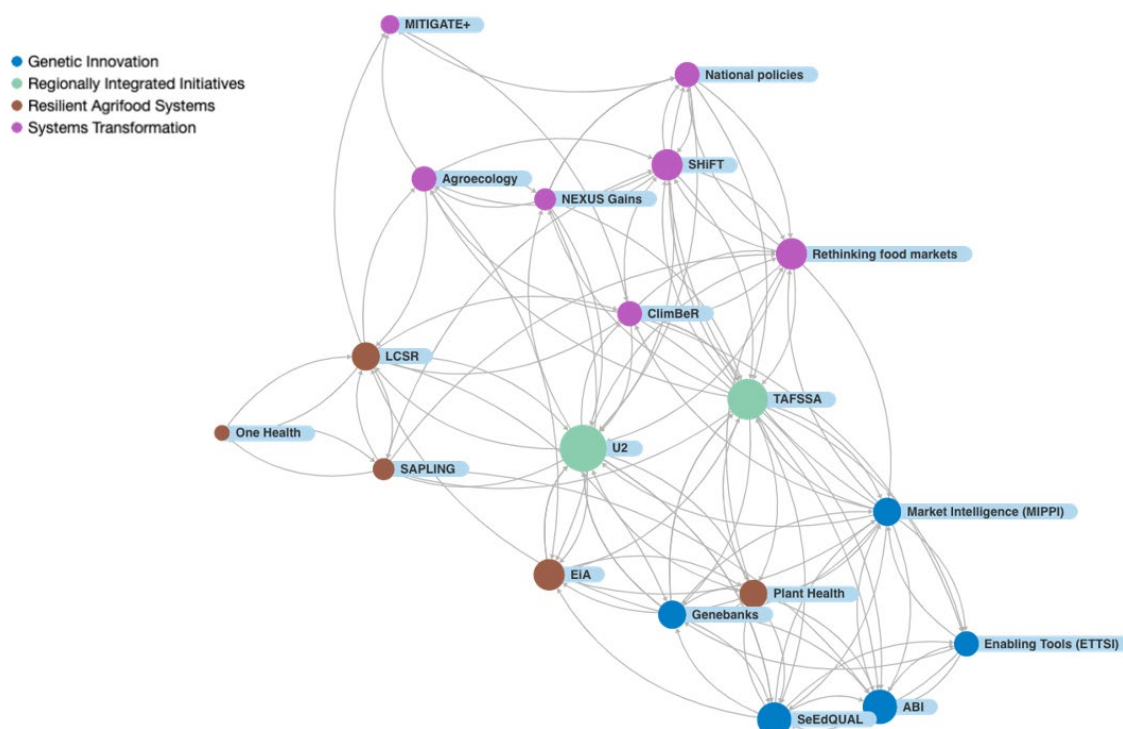 MITIGATE+
Genetic Innovation
Regionally Integrated Initiatives
Resilient Agrifood Systems
Systems Transformation
National policies
SHiFT
Agroecology
NEXUS Gains
Rethinking food markets
ClimBeR
LCSR
TAFSSA
One Health
U2
SAPLING
Market Intelligence (MIPPI)
EiA
Plant Health
Genebanks
Enabling Tools (ETTSI)
ABI
SeEdQUAL